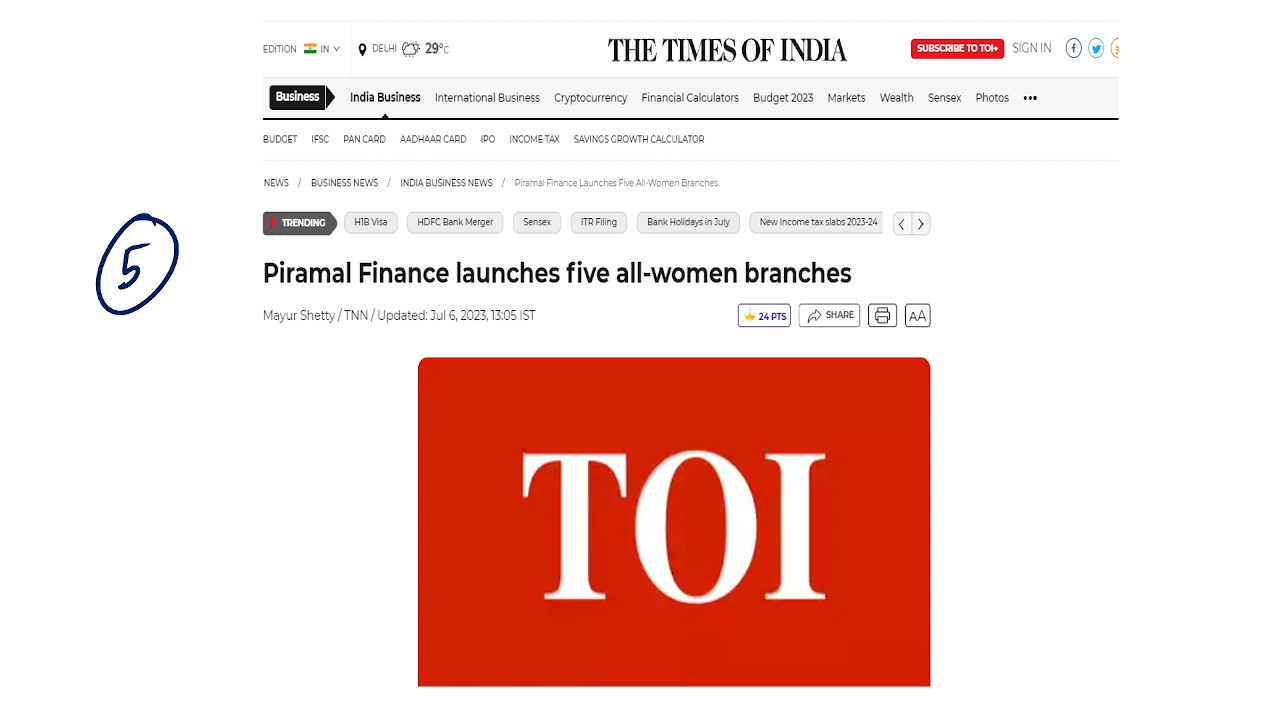 EDITION IN DELHI 29°C THE TIMES OF INDIA SUBSCRIBE TO TOI+ SIGN IN
Business India Business International Business Cryptocurrency Financial Calculators Budget 2023 Markets Wealth Sensex Photos •••
BUDGET IFSC PAN CARD AADHAAR CARD IPO INCOME TAX SAVINGS GROWTH CALCULATOR
NEWS / BUSINESS NEWS / INDIA BUSINESS NEWS / Piramal Finance Launches Five All-Women Branches
TRENDING H1B Visa HDFC Bank Merger Sensex ITR Filing Bank Holidays in July New Income tax slabs 2023-24
5
Piramal Finance launches five all-women branches
Mayur Shetty / TNN / Updated: Jul 6, 2023, 13:05 IST 24 PTS SHARE AA
TOI